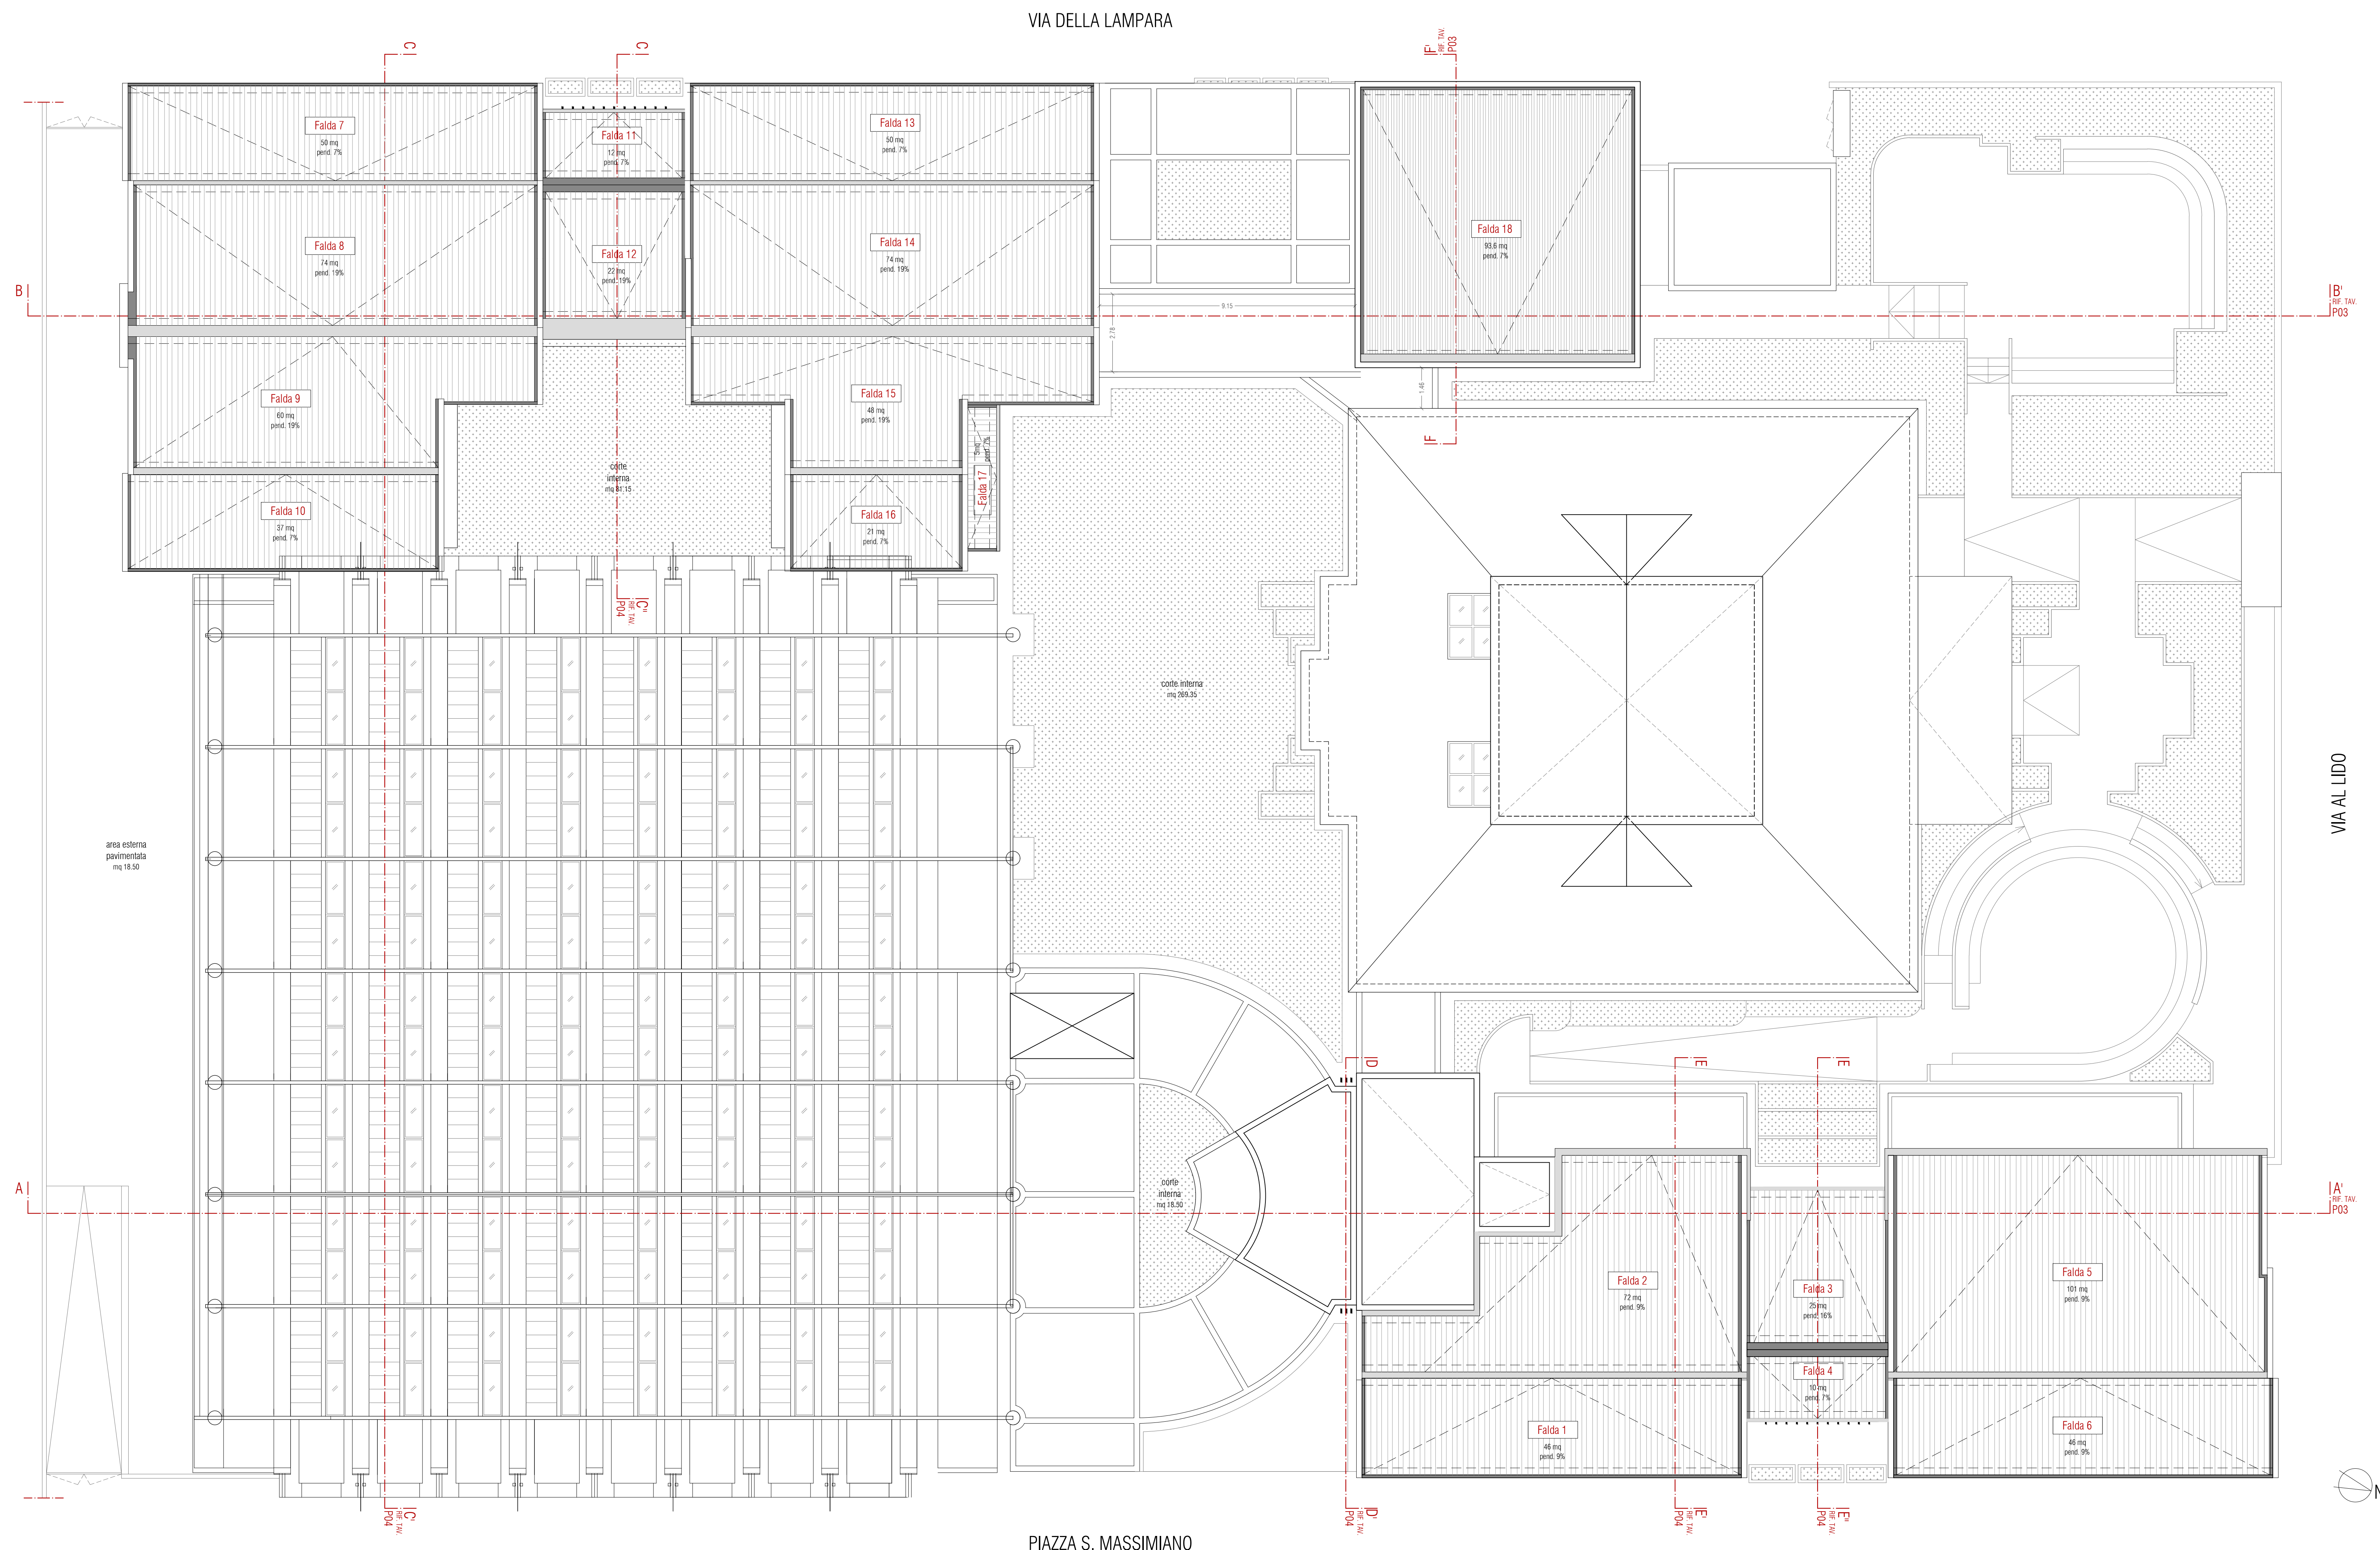 VIA DELLA LAMPARA
C
C
F'
RIF. TAV.
P03
Falda 7
50 mq
pend. 7%
Falda 11
12 mq
pend. 7%
Falda 13
50 mq
pend. 7%
Falda 8
74 mq
pend. 19%
Falda 12
22 mq
pend. 19%
Falda 14
74 mq
pend. 19%
Falda 18
93.6 mq
pend. 7%
B
B'
RIF. TAV.
P03
9.15
2.78
1.46
Falda 9
60 mq
pend. 19%
Falda 15
48 mq
pend. 19%
F
corte
interna
mq 81.15
Falda 17
5mq
pend. 7%
Falda 10
37 mq
pend. 7%
Falda 16
21 mq
pend. 7%
C''
RIF. TAV.
P04
corte interna
mq 269.35
VIA AL LIDO
area esterna
pavimentata
mq 18.50
D
E
E
corte
interna
mq 18.50
A
A'
RIF. TAV.
P03
Falda 2
72 mq
pend. 9%
Falda 3
25 mq
pend. 16%
Falda 5
101 mq
pend. 9%
Falda 4
10 mq
pend. 7%
Falda 1
46 mq
pend. 9%
Falda 6
46 mq
pend. 9%
N
C'
RIF. TAV.
P04
D'
RIF. TAV.
P04
E'
RIF. TAV.
P04
E''
RIF. TAV.
P04
PIAZZA S. MASSIMIANO